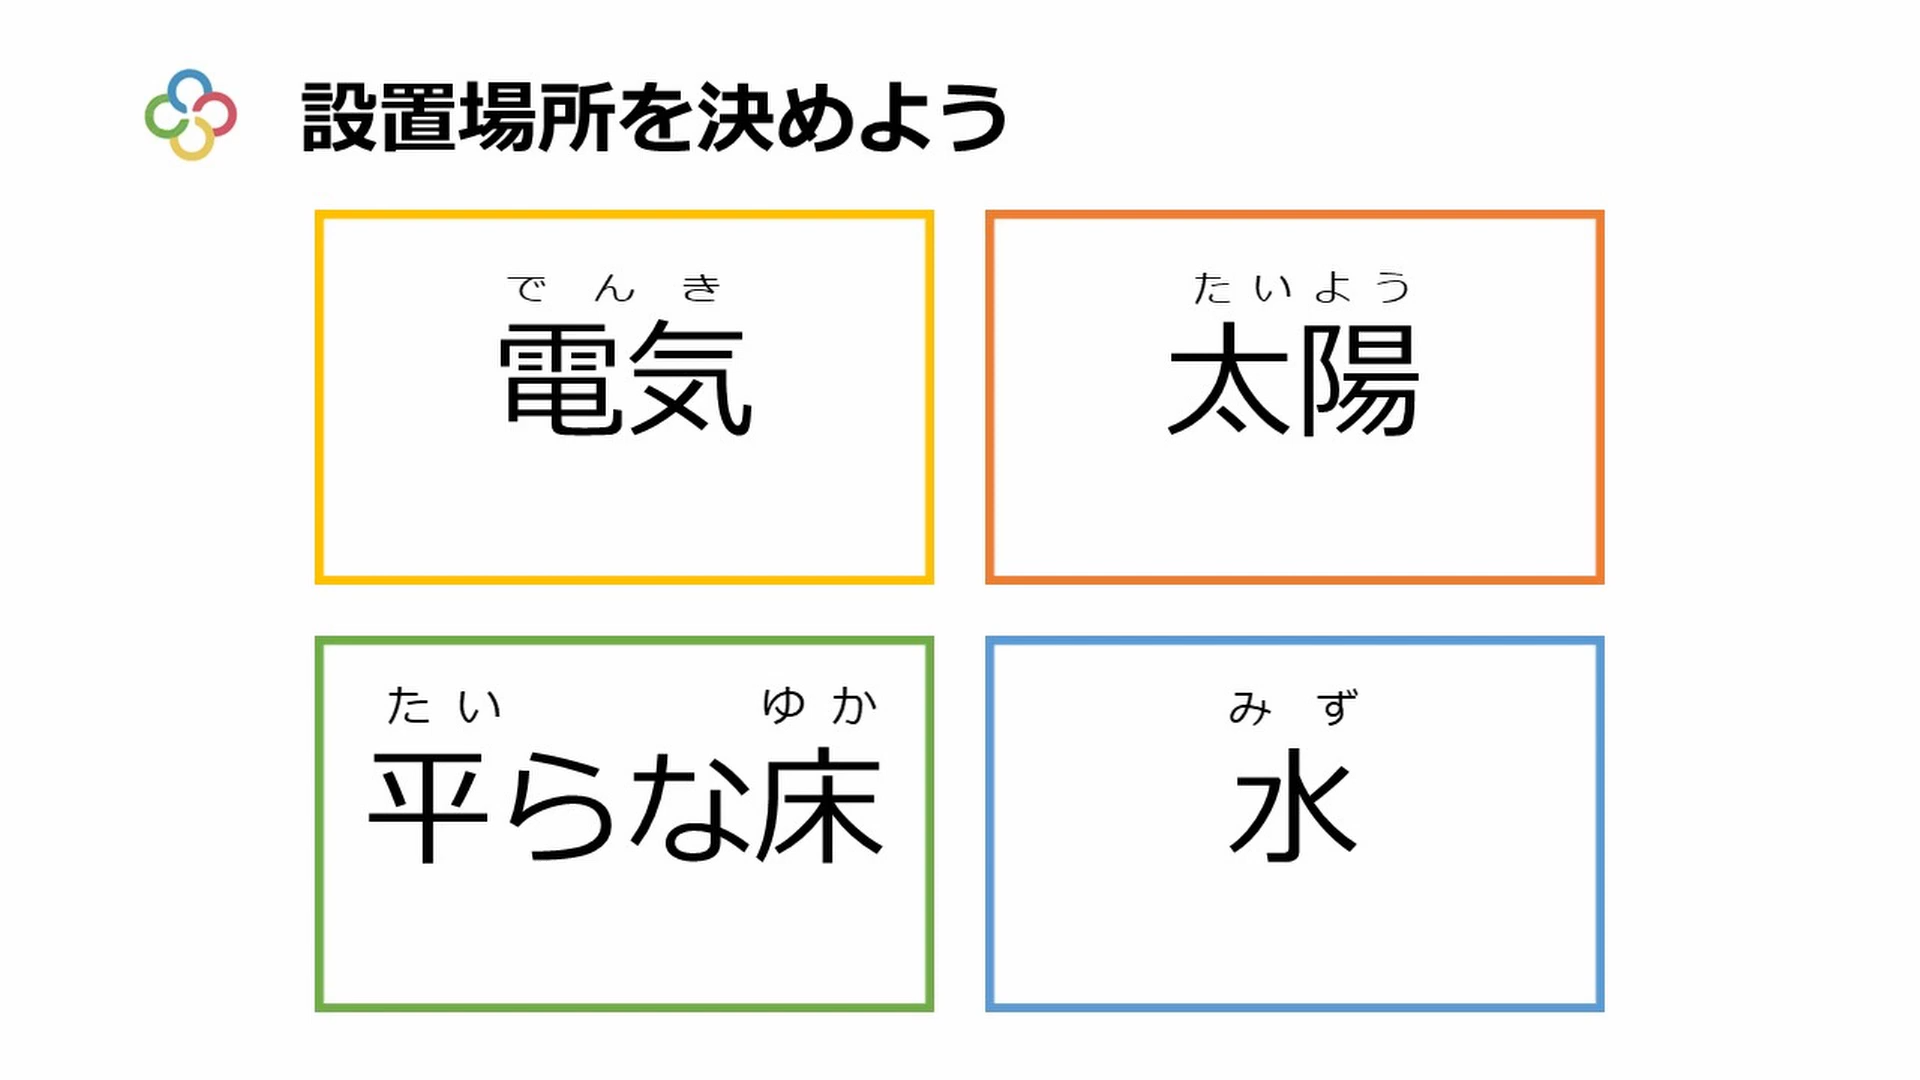 設置場所を決めよう
でんき
電気
たいよう
太陽
たい ゆか
平らな床
みず
水